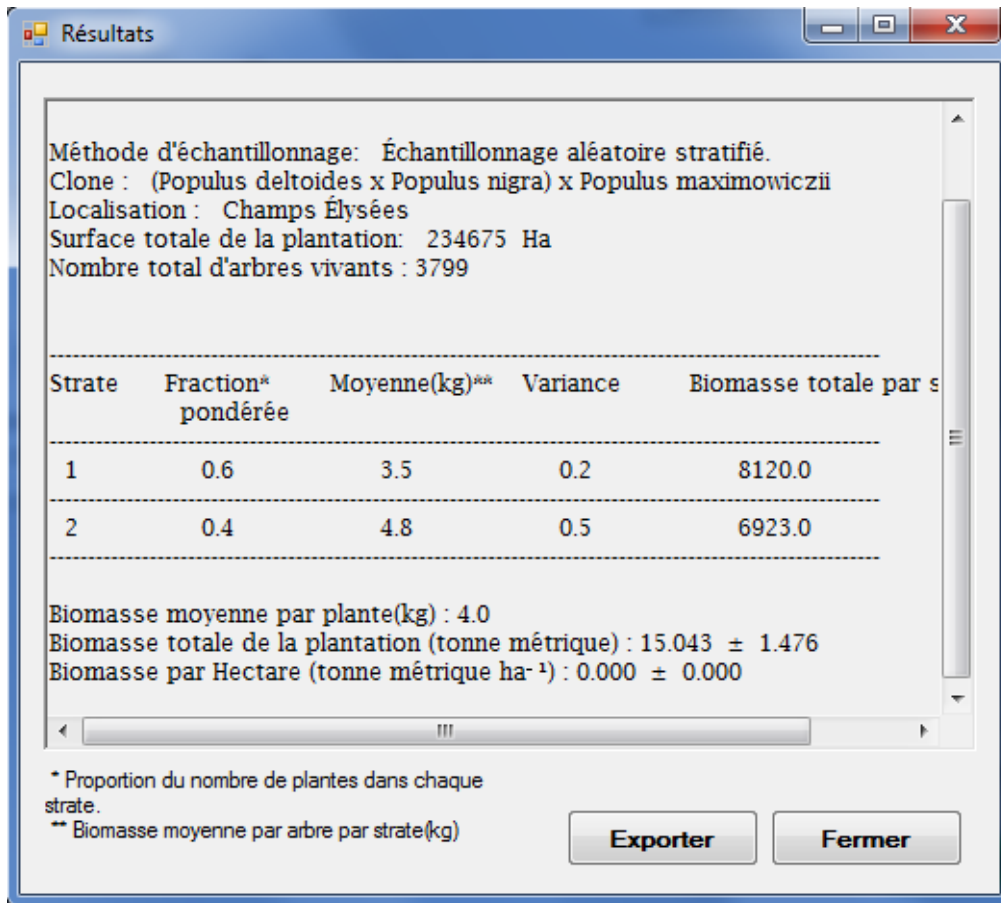 Résultats
Méthode d'échantillonnage: Échantillonnage aléatoire stratifié.
Clone : (Populus deltoides x Populus nigra) x Populus maximowiczii
Localisation : Champs Élysées
Surface totale de la plantation: 234675 Ha
Nombre total d'arbres vivants : 3799
Strate Fraction* Moyenne(kg)** Variance Biomasse totale par s
pondérée
1 0.6 3.5 0.2 8120.0
2 0.4 4.8 0.5 6923.0
Biomasse moyenne par plante(kg) : 4.0
Biomasse totale de la plantation (tonne métrique) : 15.043 ± 1.476
Biomasse par Hectare (tonne métrique ha-¹) : 0.000 ± 0.000
* Proportion du nombre de plantes dans chaque
strate.
** Biomasse moyenne par arbre par strate(kg)
Exporter Fermer